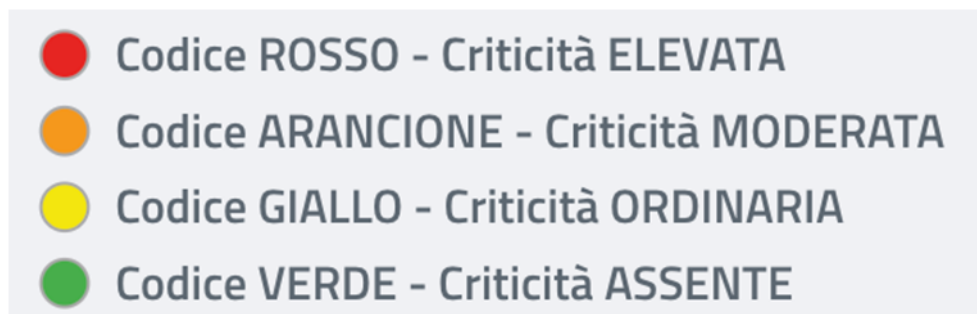 Codice ROSSO - Criticità ELEVATA
Codice ARANCIONE - Criticità MODERATA
Codice GIALLO - Criticità ORDINARIA
Codice VERDE - Criticità ASSENTE